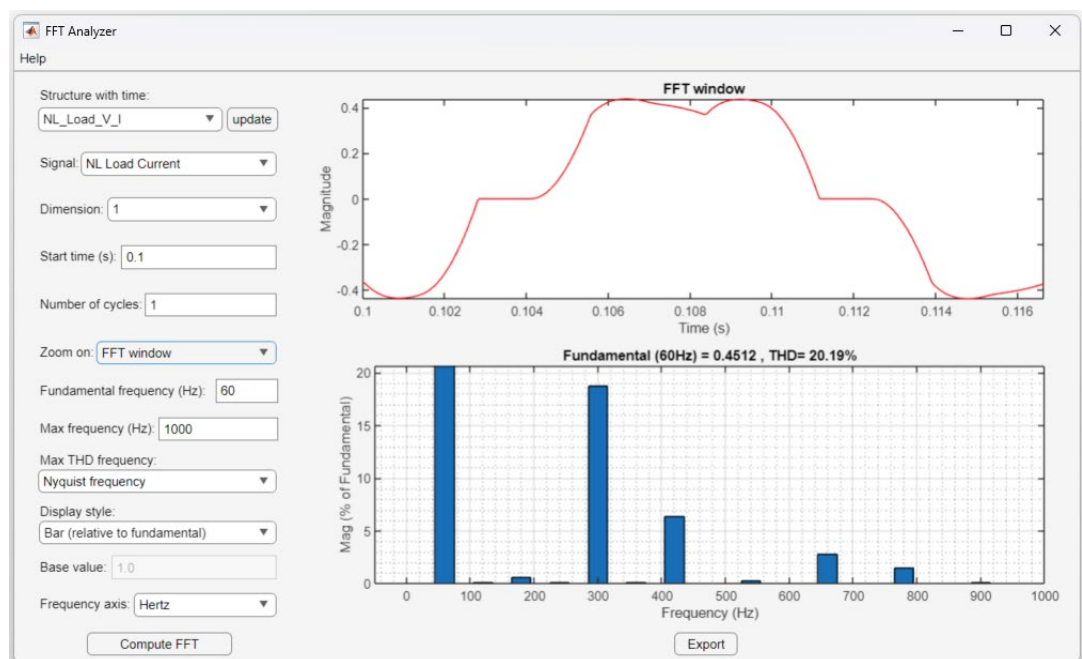 FFT Analyzer
Help
Structure with time:
NL_Load_V_I
update
Signal: NL Load Current
Dimension: 1
Start time (s): 0.1
Number of cycles: 1
Zoom on: FFT window
Fundamental frequency (Hz): 60
Max frequency (Hz): 1000
Max THD frequency:
Nyquist frequency
Display style:
Bar (relative to fundamental)
Base value: 1.0
Frequency axis: Hertz
Compute FFT
FFT window
Magnitude
0.4
0.2
0
-0.2
-0.4
0.1 0.102 0.104 0.106 0.108 0.11 0.112 0.114 0.116
Time (s)
Fundamental (60Hz) = 0.4512 , THD= 20.19%
Mag (% of Fundamental)
20
15
10
5
0
0 100 200 300 400 500 600 700 800 900 1000
Frequency (Hz)
Export